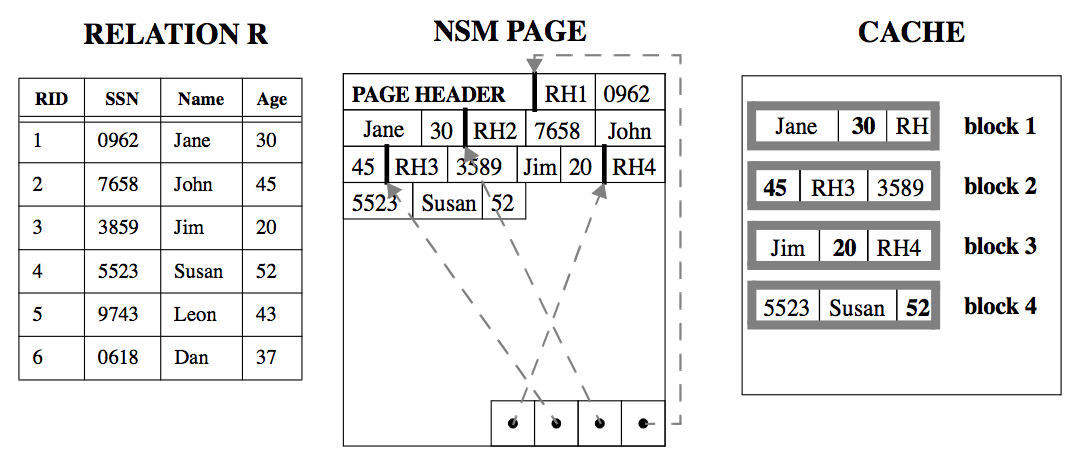 RELATION R
RID SSN Name Age
1 0962 Jane 30
2 7658 John 45
3 3859 Jim 20
4 5523 Susan 52
5 9743 Leon 43
6 0618 Dan 37
NSM PAGE
PAGE HEADER RH1 0962
Jane 30 RH2 7658 John
45 RH3 3589 Jim 20 RH4
5523 Susan 52
CACHE
Jane 30 RH block 1
45 RH3 3589 block 2
Jim 20 RH4 block 3
5523 Susan 52 block 4